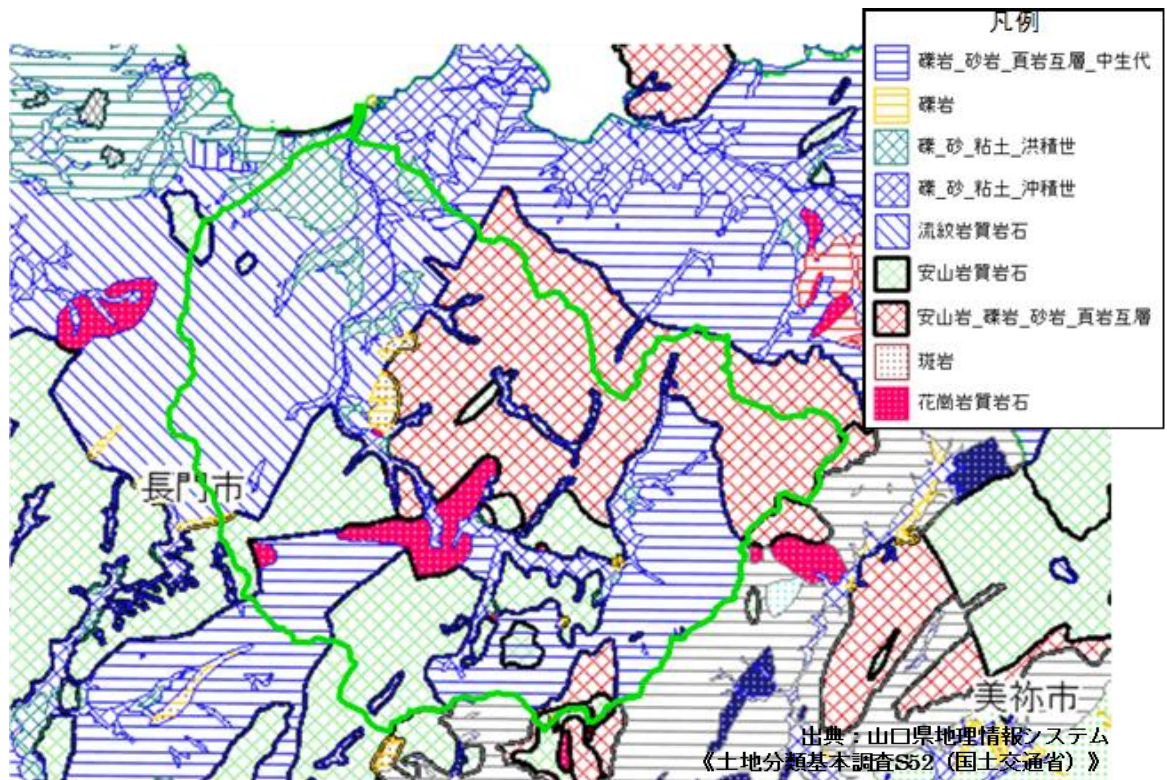 凡例
礫岩_砂岩_頁岩互層_中生代
礫岩
礫_砂_粘土_洪積世
礫_砂_粘土_沖積世
流紋岩質岩石
安山岩質岩石
安山岩_礫岩_砂岩_頁岩互層
斑岩
花崗岩質岩石
長門市
美祢市
出典：山口県地理情報システム
《土地分類基本調査S52（国土交通省）》